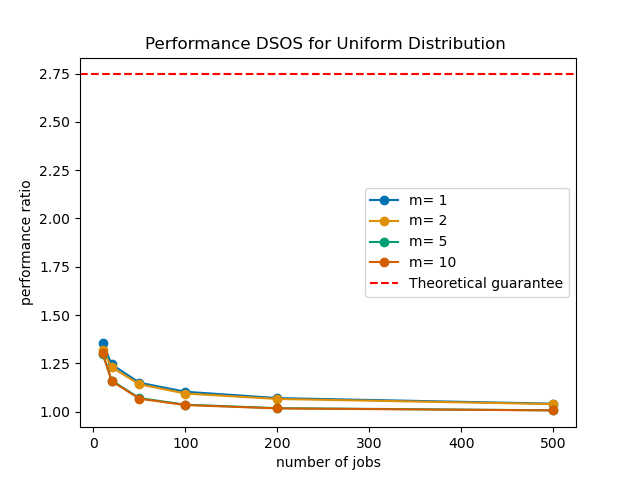 Performance DSOS for Uniform Distribution
performance ratio
2.75
2.50
2.25
2.00
1.75
1.50
1.25
1.00
m= 1
m= 2
m= 5
m= 10
Theoretical guarantee
0 100 200 300 400 500
number of jobs